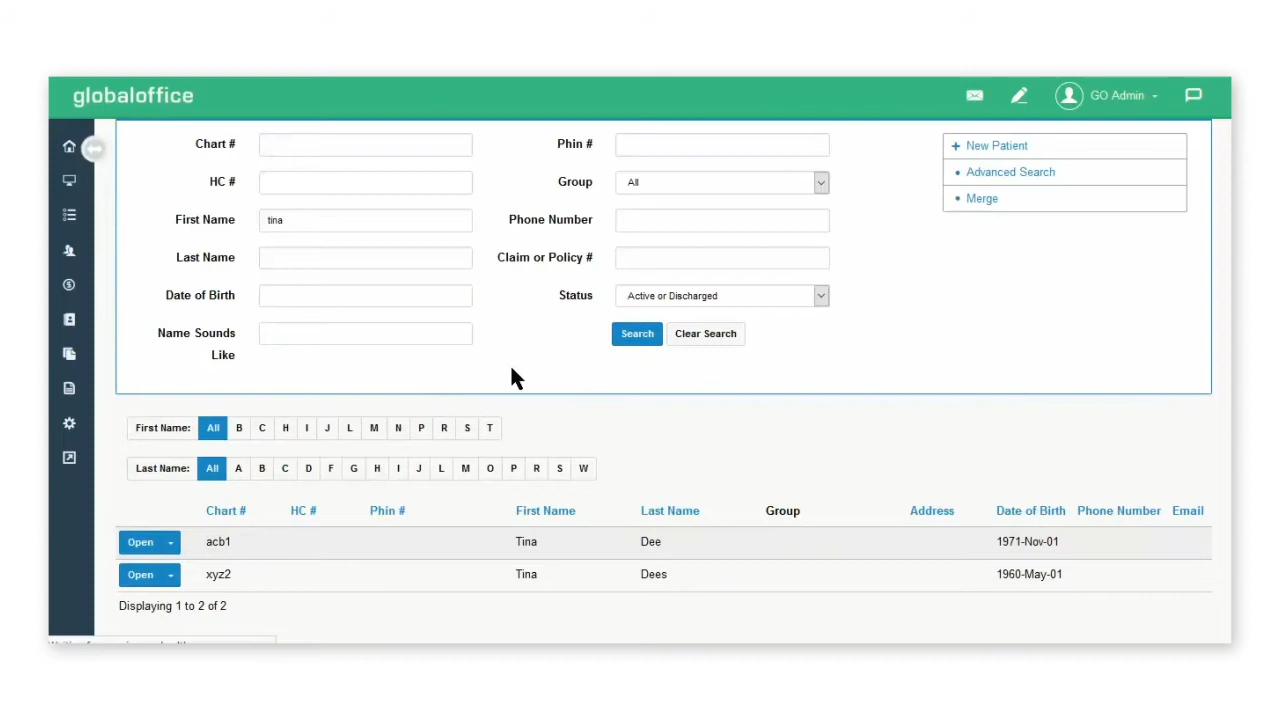 globaloffice
GO Admin
Chart #
Phin #
+ New Patient
HC #
Group All
• Advanced Search
First Name tina
Phone Number
• Merge
Last Name
Claim or Policy #
Date of Birth
Status Active or Discharged
Name Sounds Like
Search Clear Search
First Name: All B C H I J L M N P R S T
Last Name: All A B C D F G H I J L M O P R S W
Chart # HC # Phin # First Name Last Name Group Address Date of Birth Phone Number Email
Open acb1 Tina Dee 1971-Nov-01
Open xyz2 Tina Dees 1960-May-01
Displaying 1 to 2 of 2